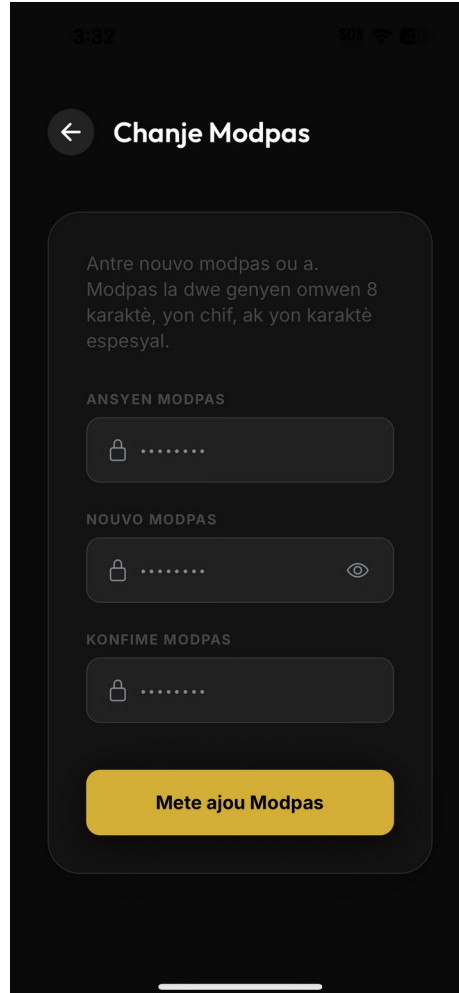 3:32
SOS
Chanje Modpas
Antre nouvo modpas ou a.
Modpas la dwe genyen omwen 8
karaktè, yon chif, ak yon karaktè
espesyal.
ANSYEN MODPAS
••••••••
NOUVO MODPAS
••••••••
KONFIME MODPAS
••••••••
Mete ajou Modpas